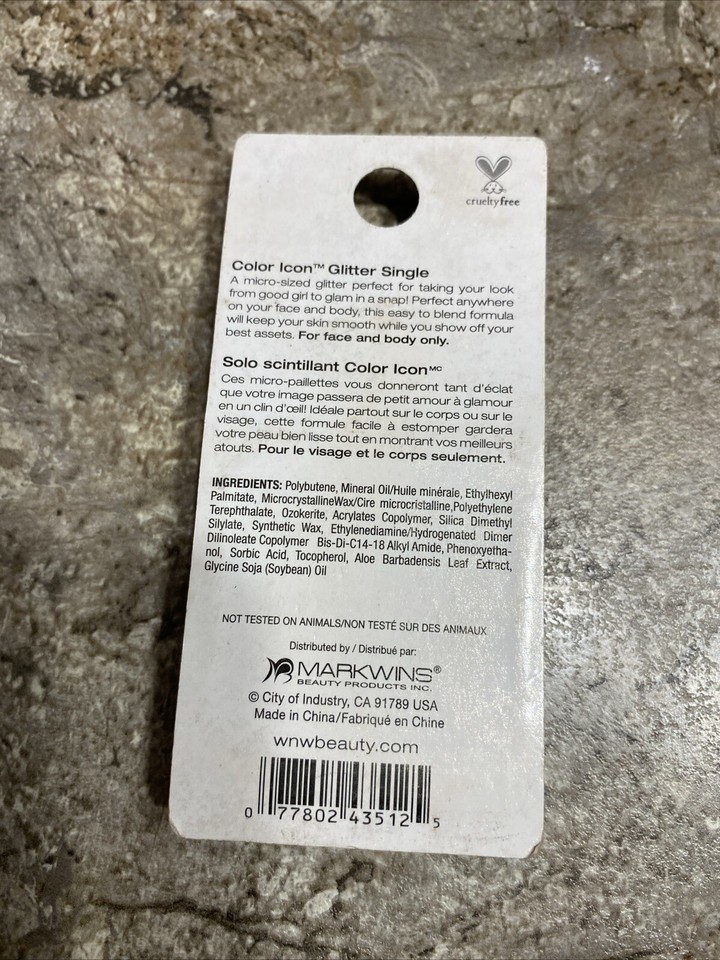 cruelty free
Color Icon™ Glitter Single
A micro-sized glitter perfect for taking your look
from good girl to glam in a snap! Perfect anywhere
on your face and body, this easy to blend formula
will keep your skin smooth while you show off your
best assets. For face and body only.
Solo scintillant Color Icon MC
Ces micro-paillettes vous donneront tant d'éclat
que votre image passera de petit amour à glamour
en un clin d'œil! Idéale partout sur le corps ou sur le
visage, cette formule facile à estomper gardera
votre peau bien lisse tout en montrant vos meilleurs
atouts. Pour le visage et le corps seulement.
INGREDIENTS: Polybutene, Mineral Oil/Huile minérale, Ethylhexyl
Palmitate, MicrocrystallineWax/Cire microcristalline,Polyethylene
Terephthalate, Ozokerite, Acrylates Copolymer, Silica Dimethyl
Silylate, Synthetic Wax, Ethylenediamine/Hydrogenated Dimer
Dilinoleate Copolymer Bis-Di-C14-18 Alkyl Amide, Phenoxyetha-
nol, Sorbic Acid, Tocopherol, Aloe Barbadensis Leaf Extract,
Glycine Soja (Soybean) Oil
NOT TESTED ON ANIMALS/NON TESTÉ SUR DES ANIMAUX
Distributed by / Distribué par:
MARKWINS®
BEAUTY PRODUCTS INC.
© City of Industry, CA 91789 USA
Made in China/Fabriqué en Chine
wnwbeauty.com
0 77802 43512 5